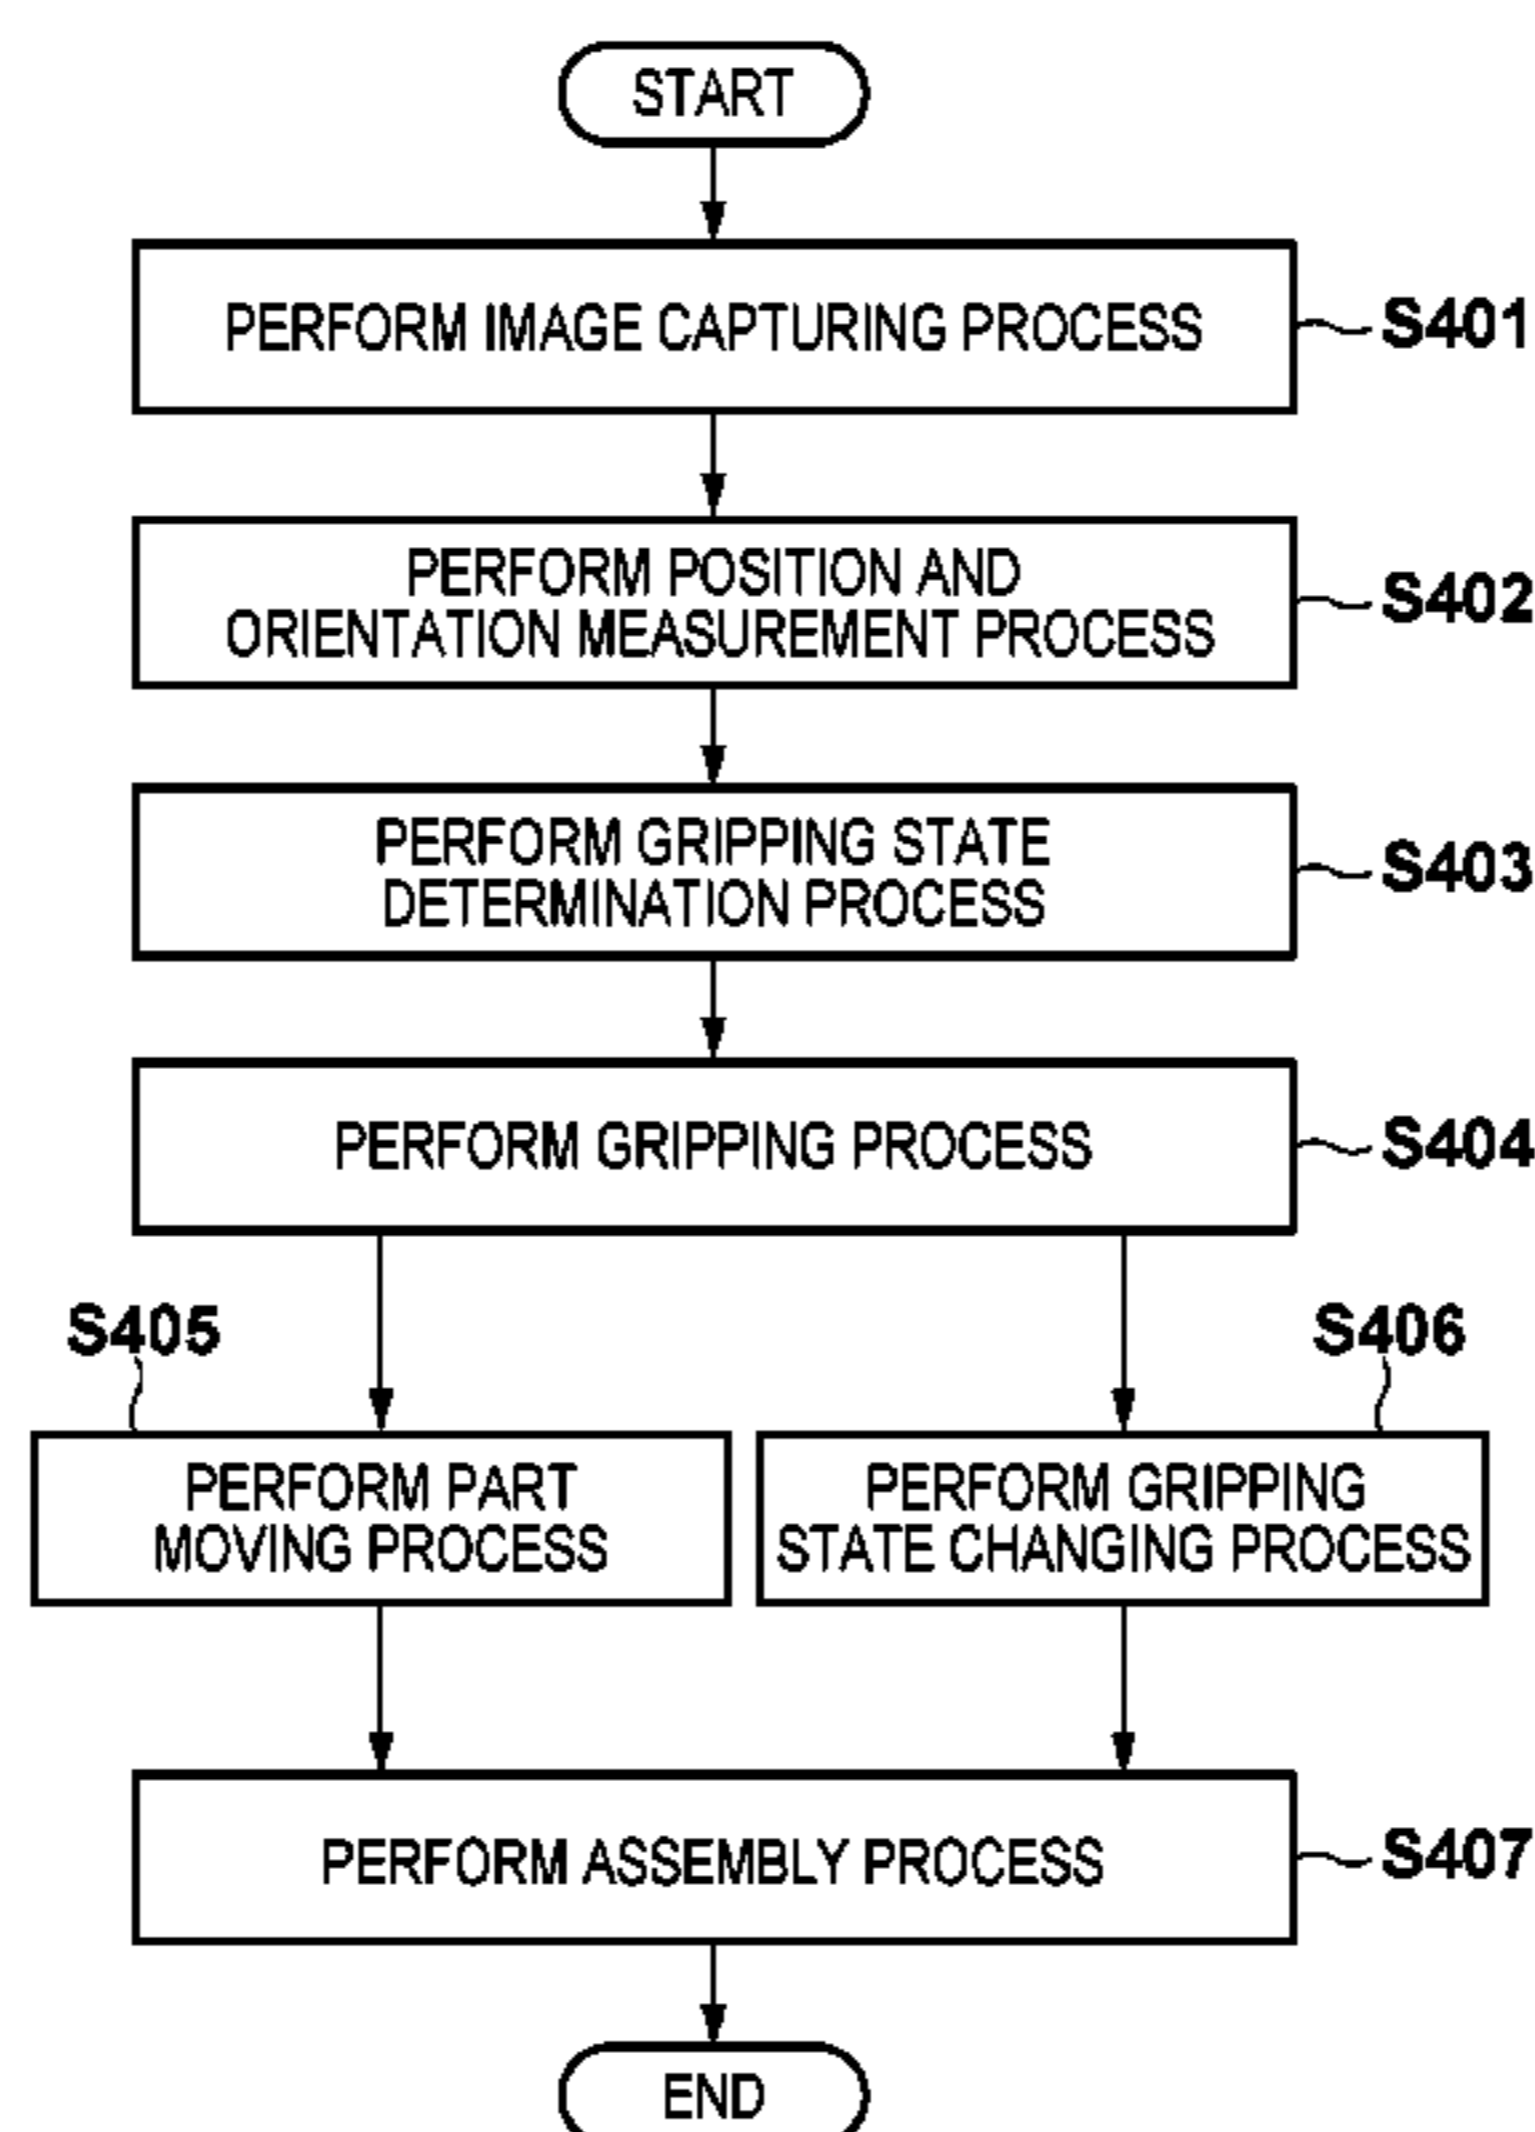 START
PERFORM IMAGE CAPTURING PROCESS
S401
PERFORM POSITION AND
ORIENTATION MEASUREMENT PROCESS
S402
PERFORM GRIPPING STATE
DETERMINATION PROCESS
S403
PERFORM GRIPPING PROCESS
S404
S405
PERFORM PART
MOVING PROCESS
S406
PERFORM GRIPPING
STATE CHANGING PROCESS
PERFORM ASSEMBLY PROCESS
S407
END